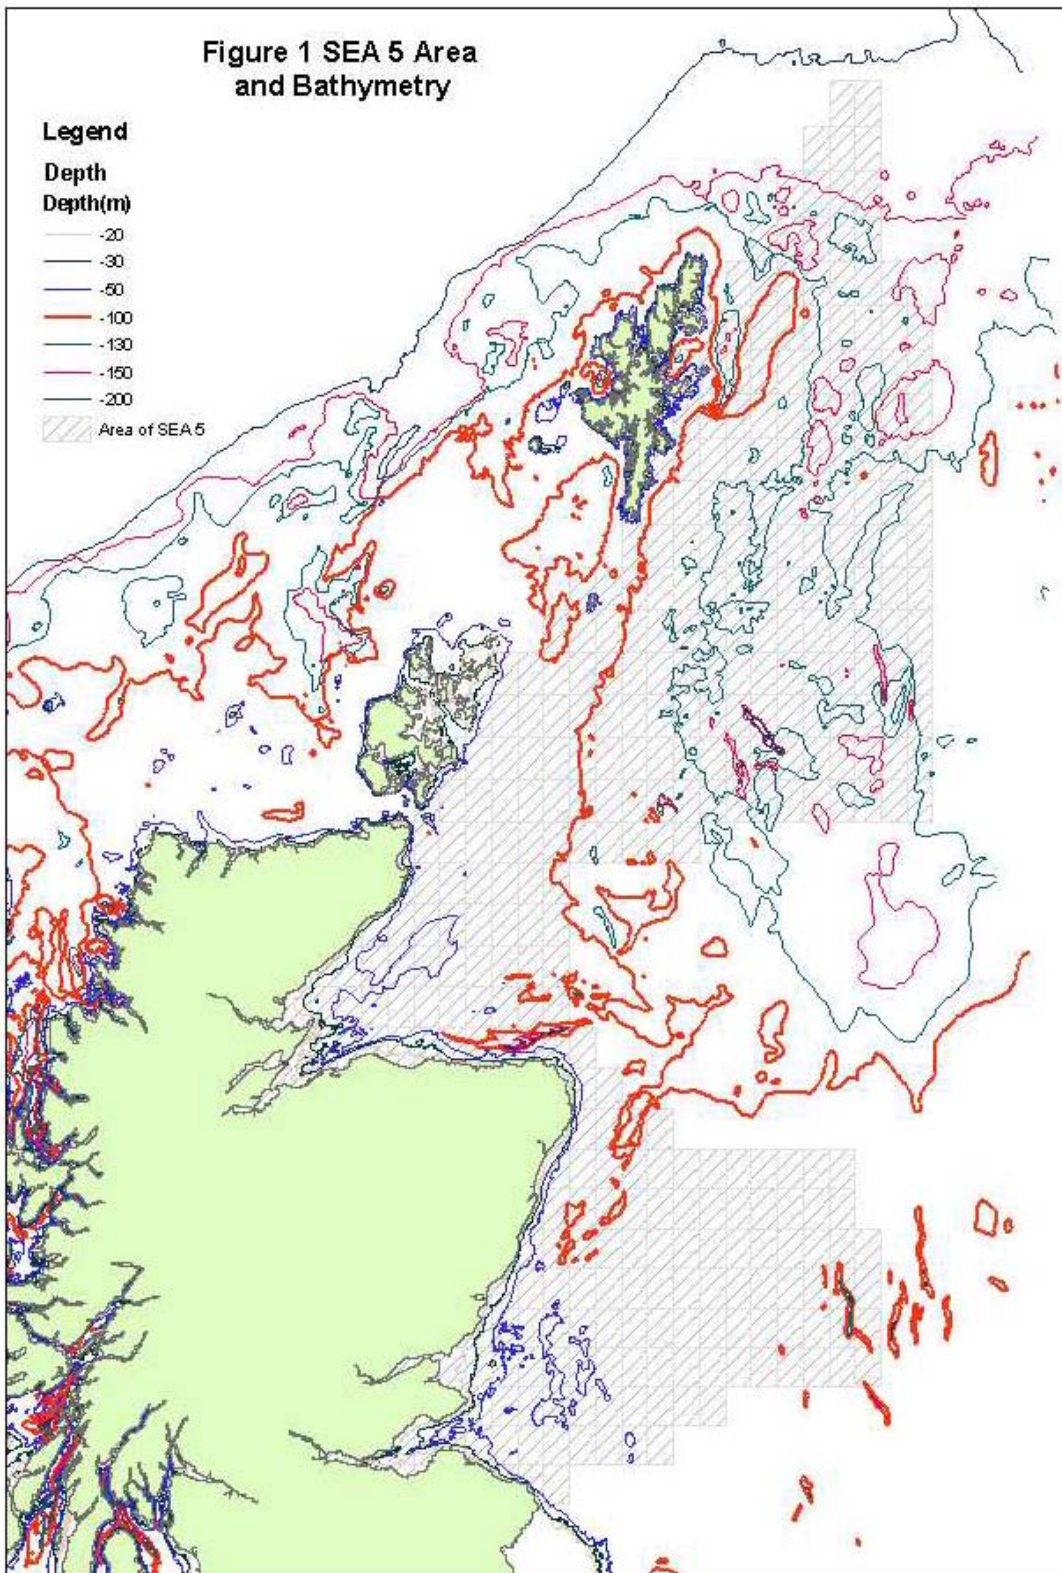 Figure 1 SEA 5 Area
and Bathymetry
Legend
Depth
Depth(m)
-20
-30
-50
-100
-130
-150
-200
Area of SEA 5